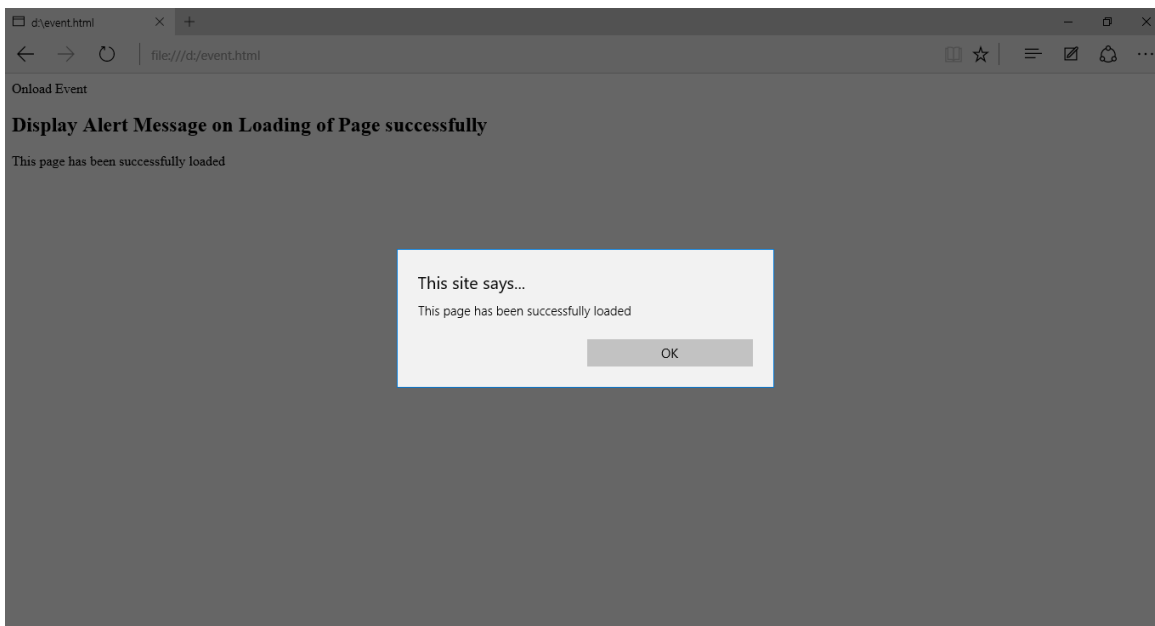 d:\event.html
file:///d:/event.html
Onload Event
Display Alert Message on Loading of Page successfully
This page has been successfully loaded
This site says...
This page has been successfully loaded
OK